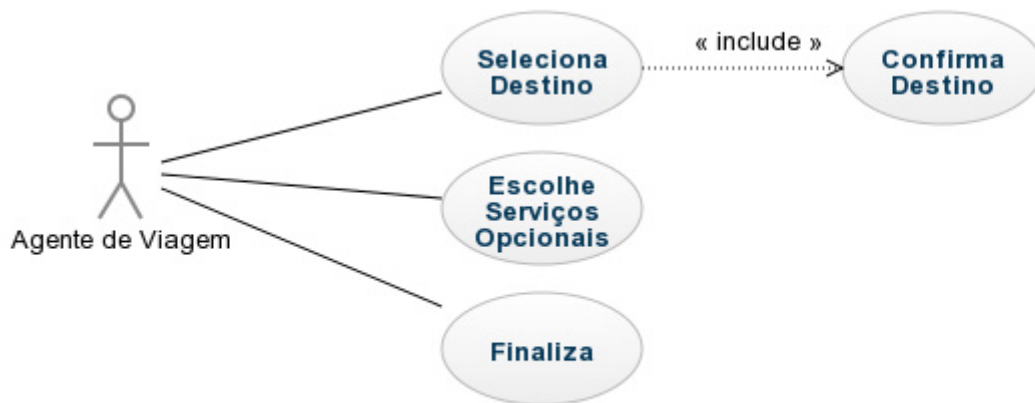 Seleciona
Destino
« include »
Confirma
Destino
Agente de Viagem
Escolhe
Serviços
Opcionais
Finaliza